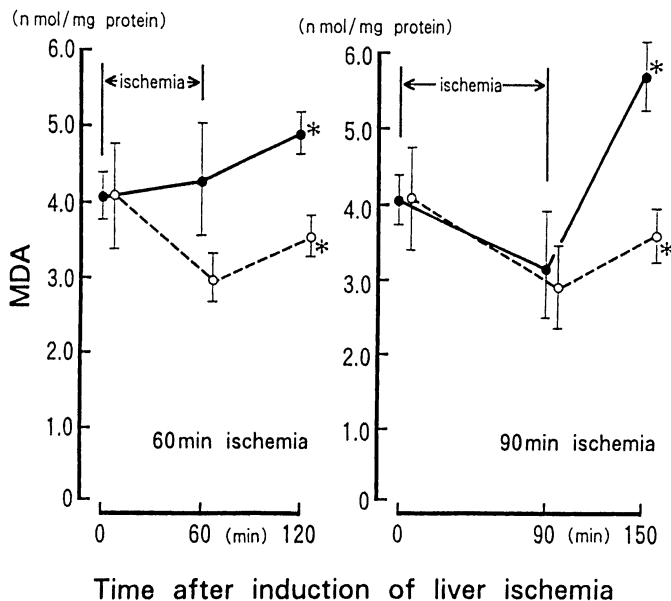 (n mol/mg protein)
6.0
5.0
4.0
3.0
2.0
1.0
0
MDA
ischemia
*
*
60min ischemia
0 60 (min) 120
(n mol/mg protein)
6.0
5.0
4.0
3.0
2.0
1.0
0
ischemia
*
*
90min ischemia
0 90 (min) 150
Time after induction of liver ischemia